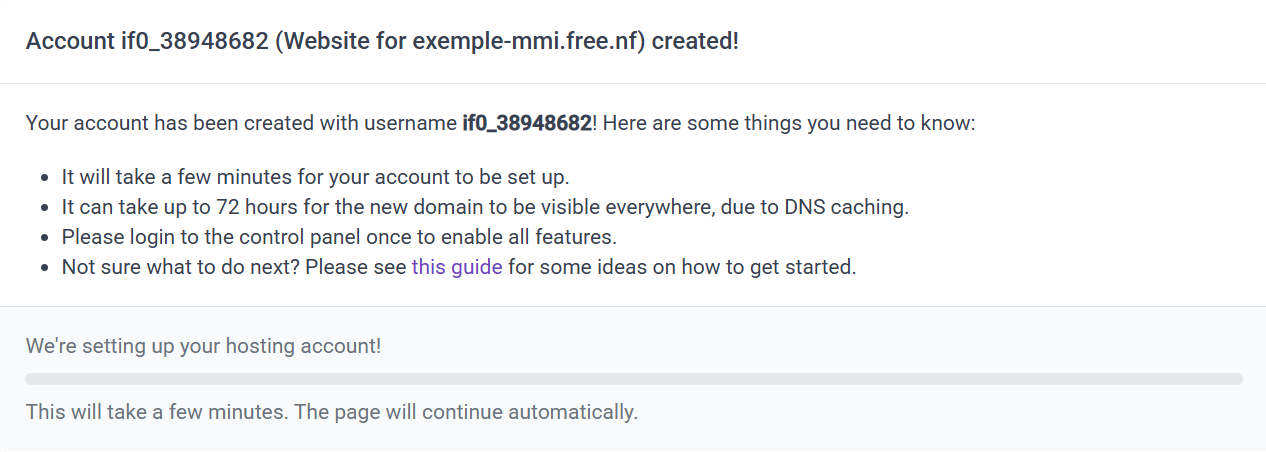 Account if0_38948682 (Website for exemple-mmi.free.nf) created!
Your account has been created with username if0_38948682! Here are some things you need to know:
It will take a few minutes for your account to be set up.
It can take up to 72 hours for the new domain to be visible everywhere, due to DNS caching.
Please login to the control panel once to enable all features.
Not sure what to do next? Please see this guide for some ideas on how to get started.
We're setting up your hosting account!
This will take a few minutes. The page will continue automatically.